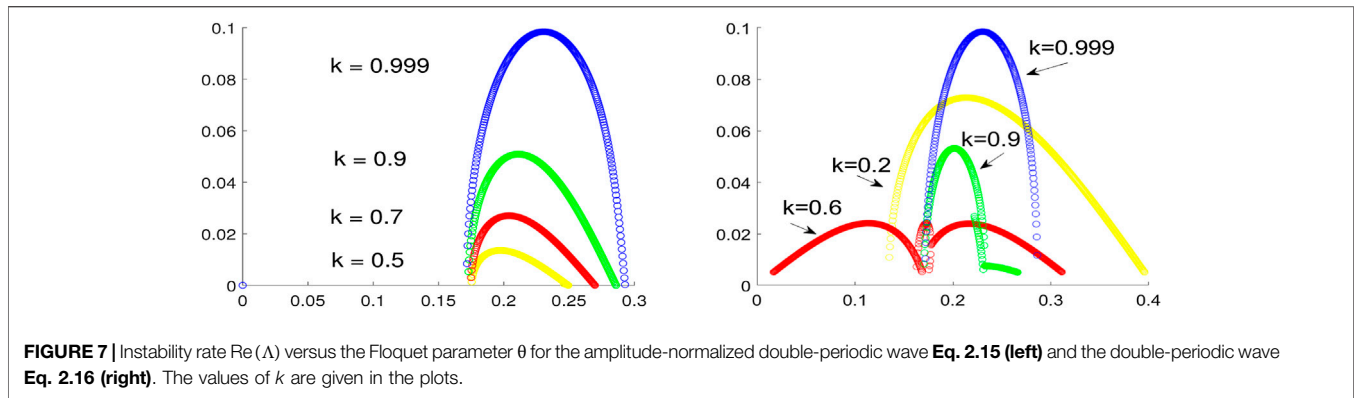 0.1
0.08
0.06
0.04
0.02
0
0
0.05
0.1
0.15
0.2
0.25
0.3
k = 0.999
k = 0.9
k = 0.7
k = 0.5
0.1
0.08
0.06
0.04
0.02
0
0
0.1
0.2
0.3
0.4
k=0.999
k=0.9
k=0.2
k=0.6
FIGURE 7 | Instability rate Re(Λ) versus the Floquet parameter θ for the amplitude-normalized double-periodic wave Eq. 2.15 (left) and the double-periodic wave
Eq. 2.16 (right). The values of k are given in the plots.